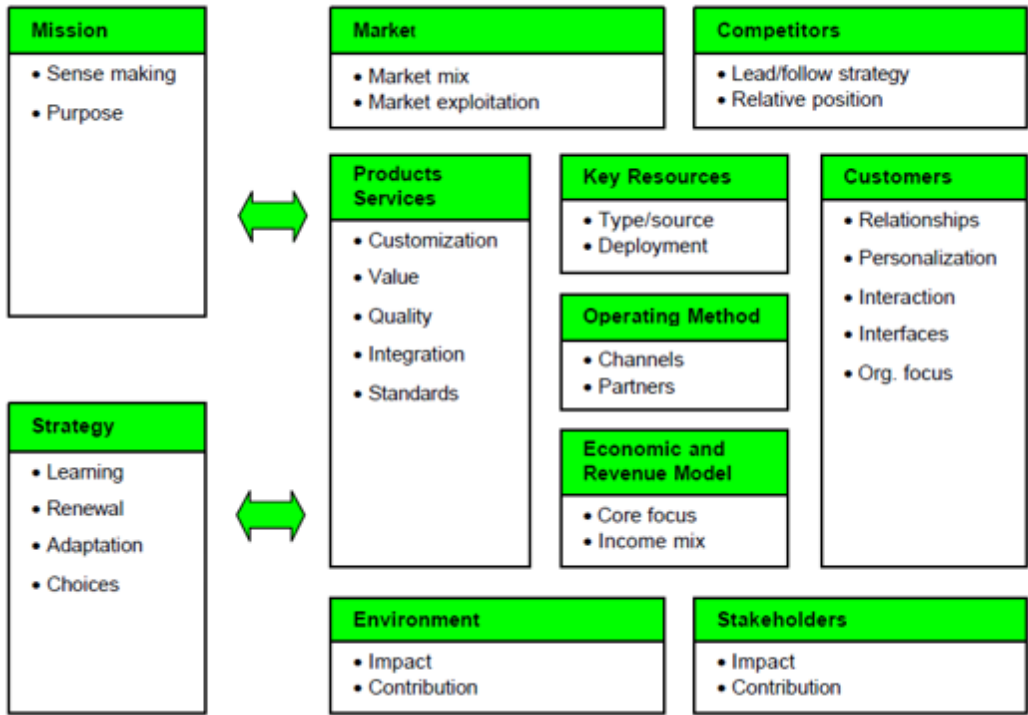 Mission
• Sense making
• Purpose
Market
• Market mix
• Market exploitation
Competitors
• Lead/follow strategy
• Relative position
Products
Services
• Customization
• Value
• Quality
• Integration
• Standards
Key Resources
• Type/source
• Deployment
Operating Method
• Channels
• Partners
Economic and
Revenue Model
• Core focus
• Income mix
Customers
• Relationships
• Personalization
• Interaction
• Interfaces
• Org. focus
Strategy
• Learning
• Renewal
• Adaptation
• Choices
Environment
• Impact
• Contribution
Stakeholders
• Impact
• Contribution